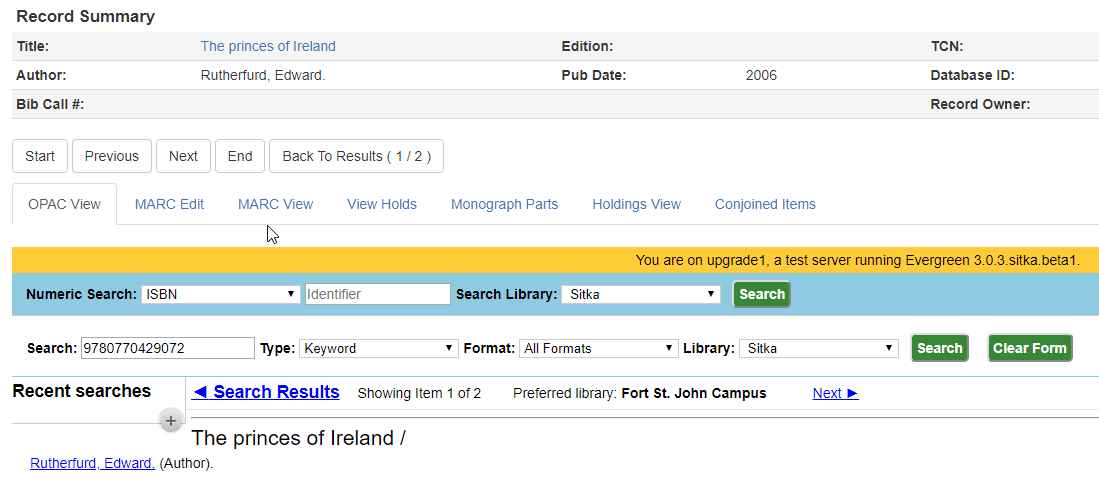 Record Summary
Title: The princes of Ireland Edition: TCN:
Author: Rutherfurd, Edward. Pub Date: 2006 Database ID:
Bib Call #: Record Owner:
Start Previous Next End Back To Results ( 1 / 2 )
OPAC View MARC Edit MARC View View Holds Monograph Parts Holdings View Conjoined Items
You are on upgrade1, a test server running Evergreen 3.0.3.sitka.beta1.
Numeric Search: ISBN Identifier Search Library: Sitka Search
Search: 9780770429072 Type: Keyword Format: All Formats Library: Sitka Search Clear Form
Recent searches ◄ Search Results Showing Item 1 of 2 Preferred library: Fort St. John Campus Next ►
+
The princes of Ireland /
Rutherfurd, Edward. (Author).